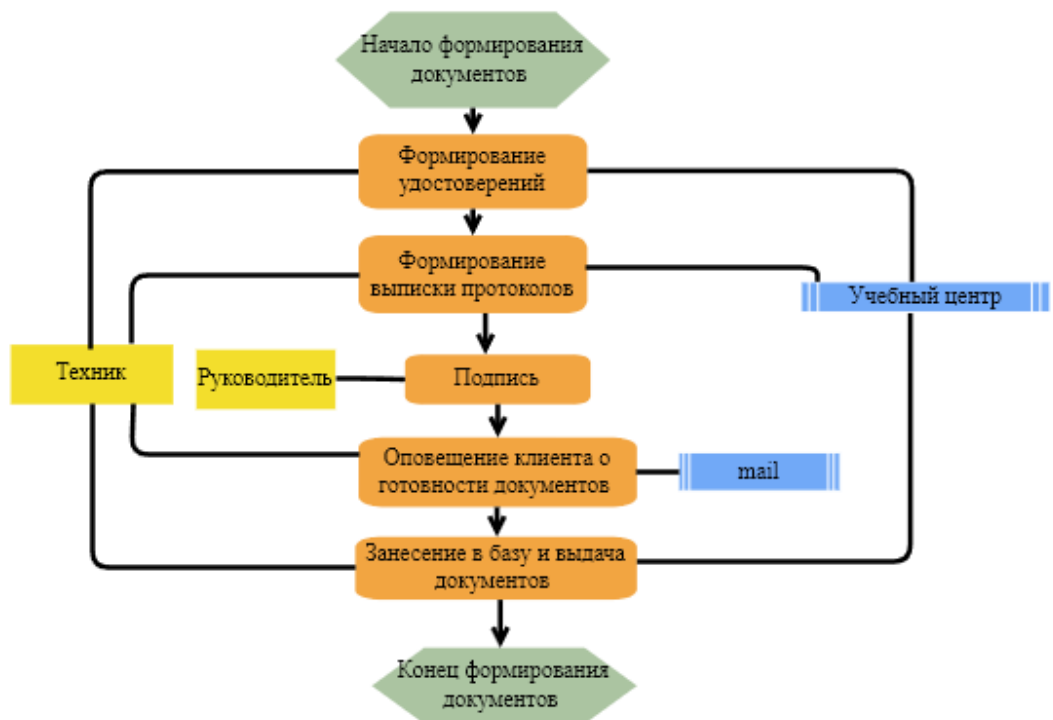 Начало формирования
документов
Формирование
удостоверений
Формирование
выписки протоколов
Учебный центр
Техник
Руководитель
Подпись
Оповещение клиента о
готовности документов
mail
Занесение в базу и выдача
документов
Конец формирования
документов